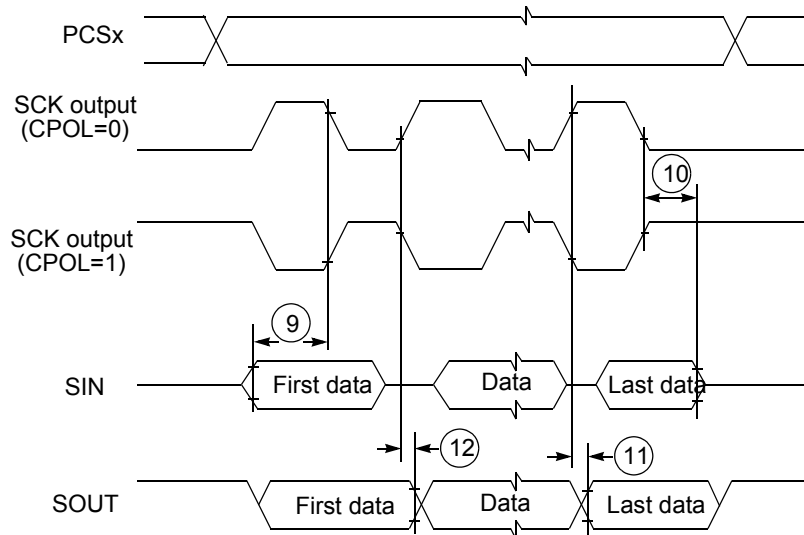 PCSx
SCK output
(CPOL=0)
10
SCK output
(CPOL=1)
9
SIN
First data
Data
Last data
12
11
SOUT
First data
Data
Last data